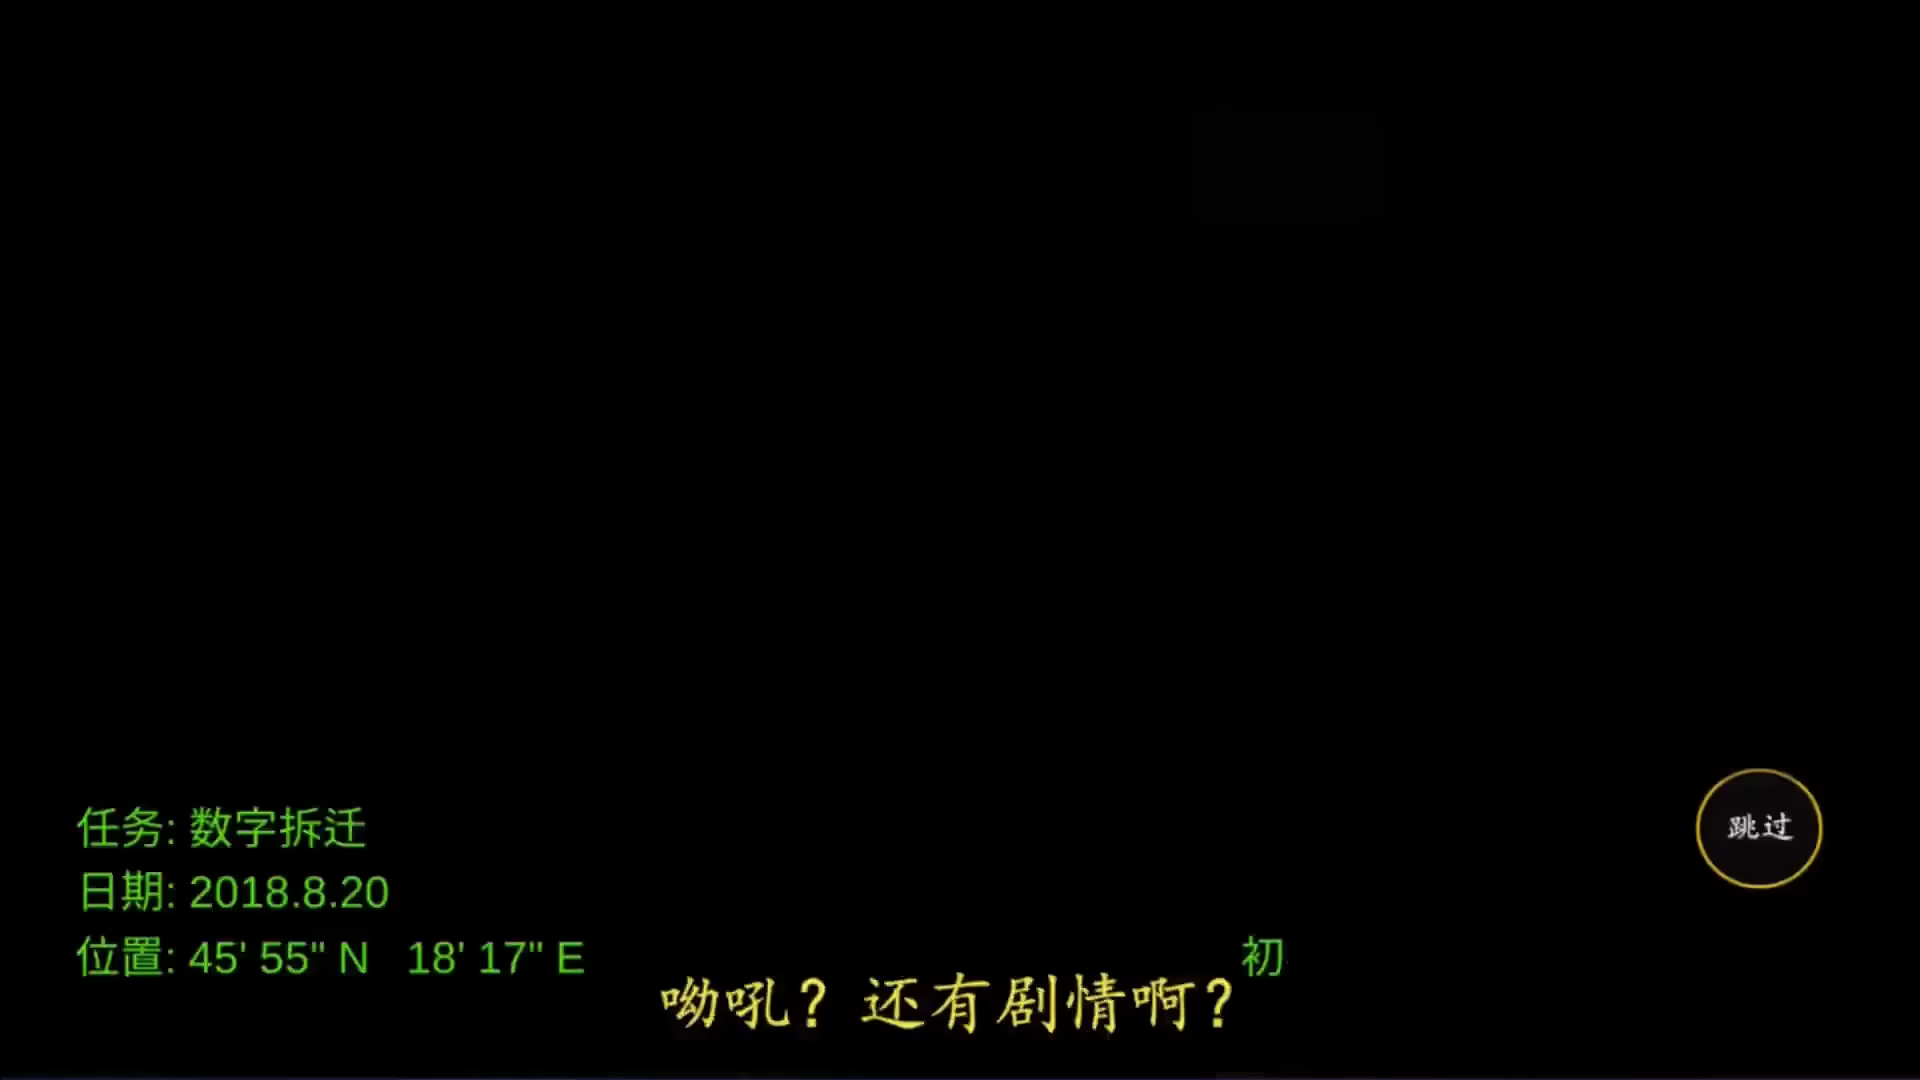 任务: 数字拆迁
跳过
日期: 2018.8.20
位置: 45' 55" N 18' 17" E
初
呦吼？还有剧情啊？